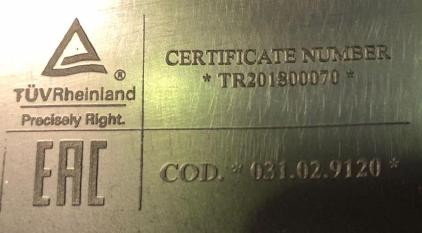 CERTIFICATE NUMBER
* TR201800070 *
®
TÜVRheinland
Precisely Right.
EAC
COD. * 031.02.9120 *